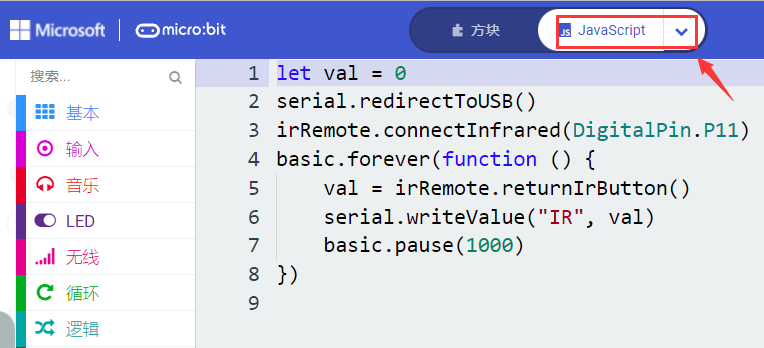 Microsoft micro:bit 方块 JavaScript
搜索...
基本
输入
音乐
LED
无线
循环
逻辑
1 let val = 0
2 serial.redirectToUSB()
3 irRemote.connectInfrared(DigitalPin.P11)
4 basic.forever(function () {
5     val = irRemote.returnIrButton()
6     serial.writeValue("IR", val)
7     basic.pause(1000)
8 })
9